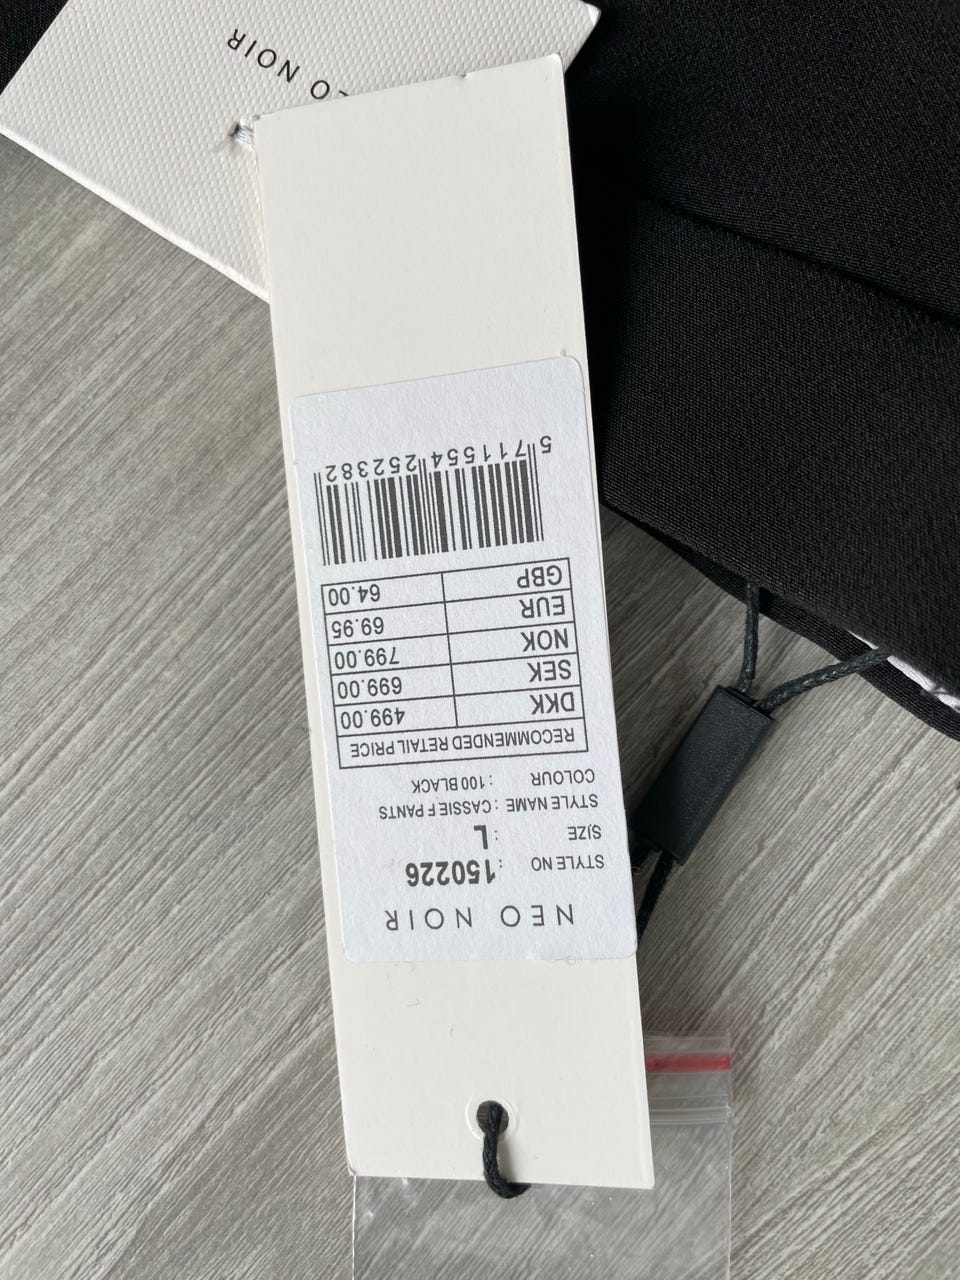 NEO NOIR
STYLE NO : 150226
SIZE : L
STYLE NAME : CASSIE F PANTS
COLOUR : 100 BLACK
RECOMMENDED RETAIL PRICE
DKK 499.00
SEK 699.00
NOK 799.00
EUR 69.95
GBP 64.00
5 711554 252382
NEO NOIR